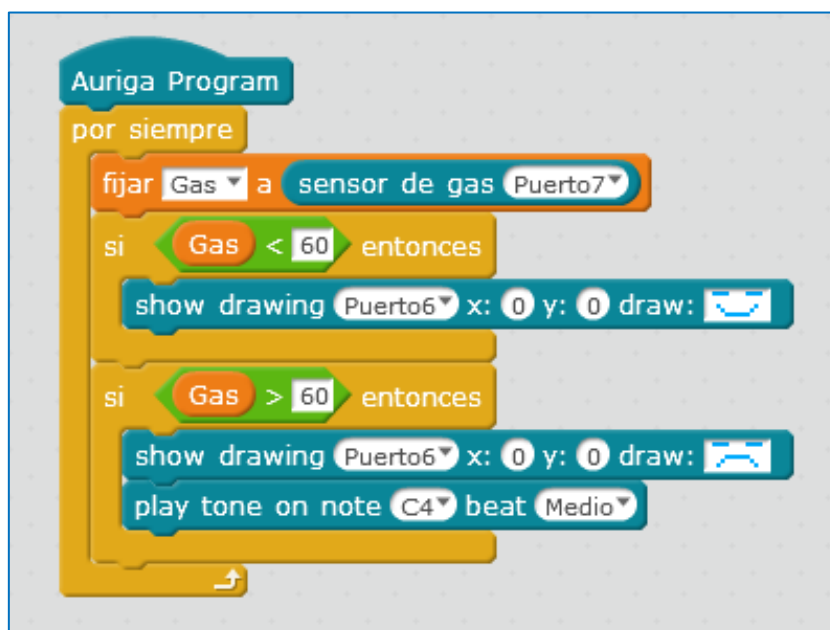 Auriga Program
por siempre
fijar Gas a sensor de gas Puerto7
si Gas < 60 entonces
show drawing Puerto6 x: 0 y: 0 draw:
si Gas > 60 entonces
show drawing Puerto6 x: 0 y: 0 draw:
play tone on note C4 beat Medio